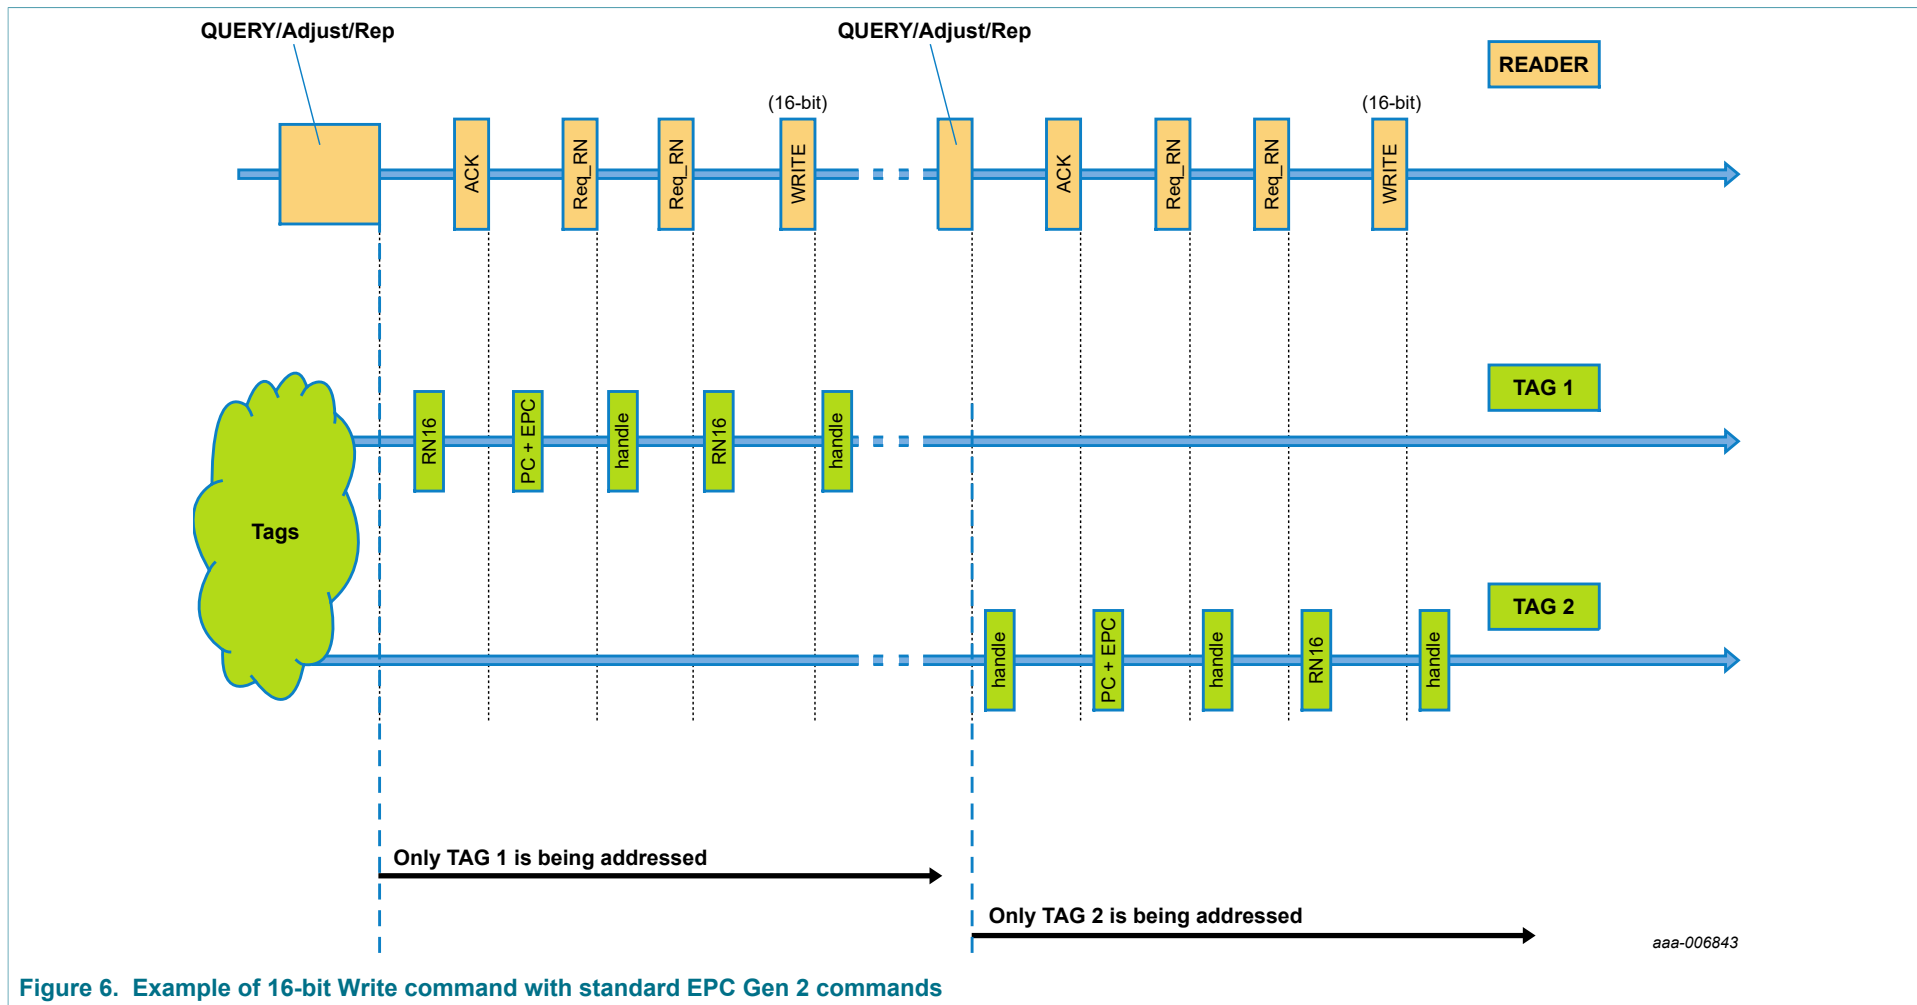 QUERY/Adjust/Rep
QUERY/Adjust/Rep
READER
(16-bit)
(16-bit)
ACK
Req_RN
Req_RN
WRITE
ACK
Req_RN
Req_RN
WRITE
TAG 1
RN16
PC + EPC
handle
RN16
handle
Tags
TAG 2
handle
PC + EPC
handle
RN16
handle
Only TAG 1 is being addressed
Only TAG 2 is being addressed
aaa-006843
Figure 6. Example of 16-bit Write command with standard EPC Gen 2 commands